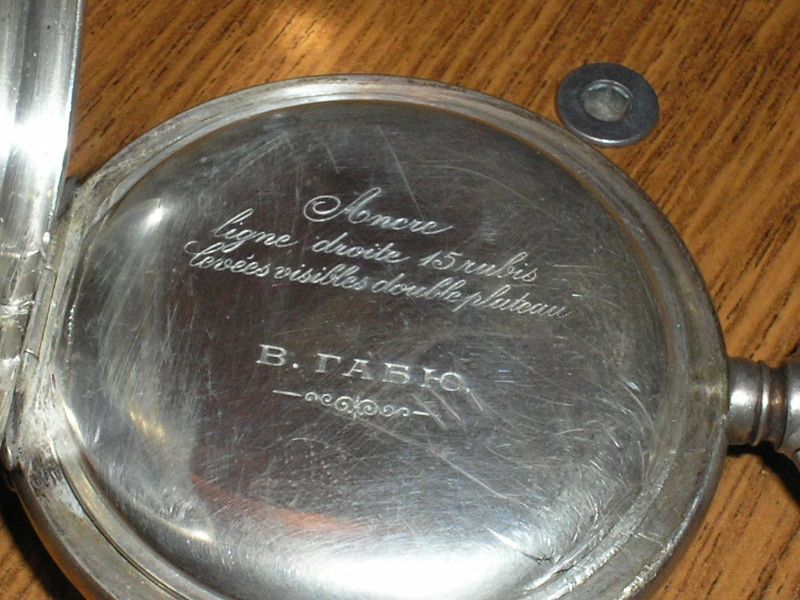 Ancre
ligne droite 15 rubis
levées visibles double plateau
В. ГАБЮ